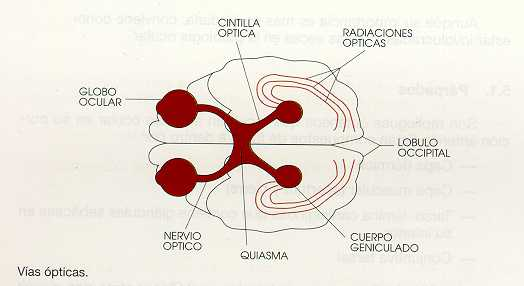 CINTILLA
OPTICA
RADIACIONES
OPTICAS
GLOBO
OCULAR
LOBULO
OCCIPITAL
NERVIO
OPTICO
QUIASMA
CUERPO
GENICULADO
Vías ópticas.